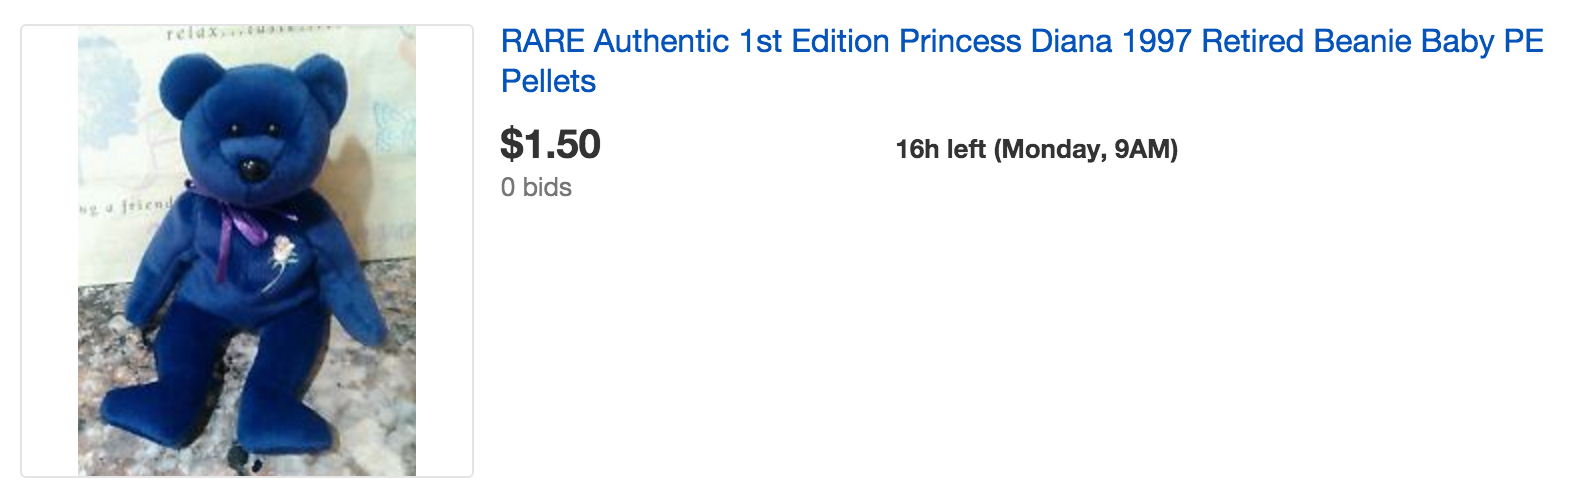 relax...
ng a friend
RARE Authentic 1st Edition Princess Diana 1997 Retired Beanie Baby PE
Pellets
$1.50
16h left (Monday, 9AM)
0 bids